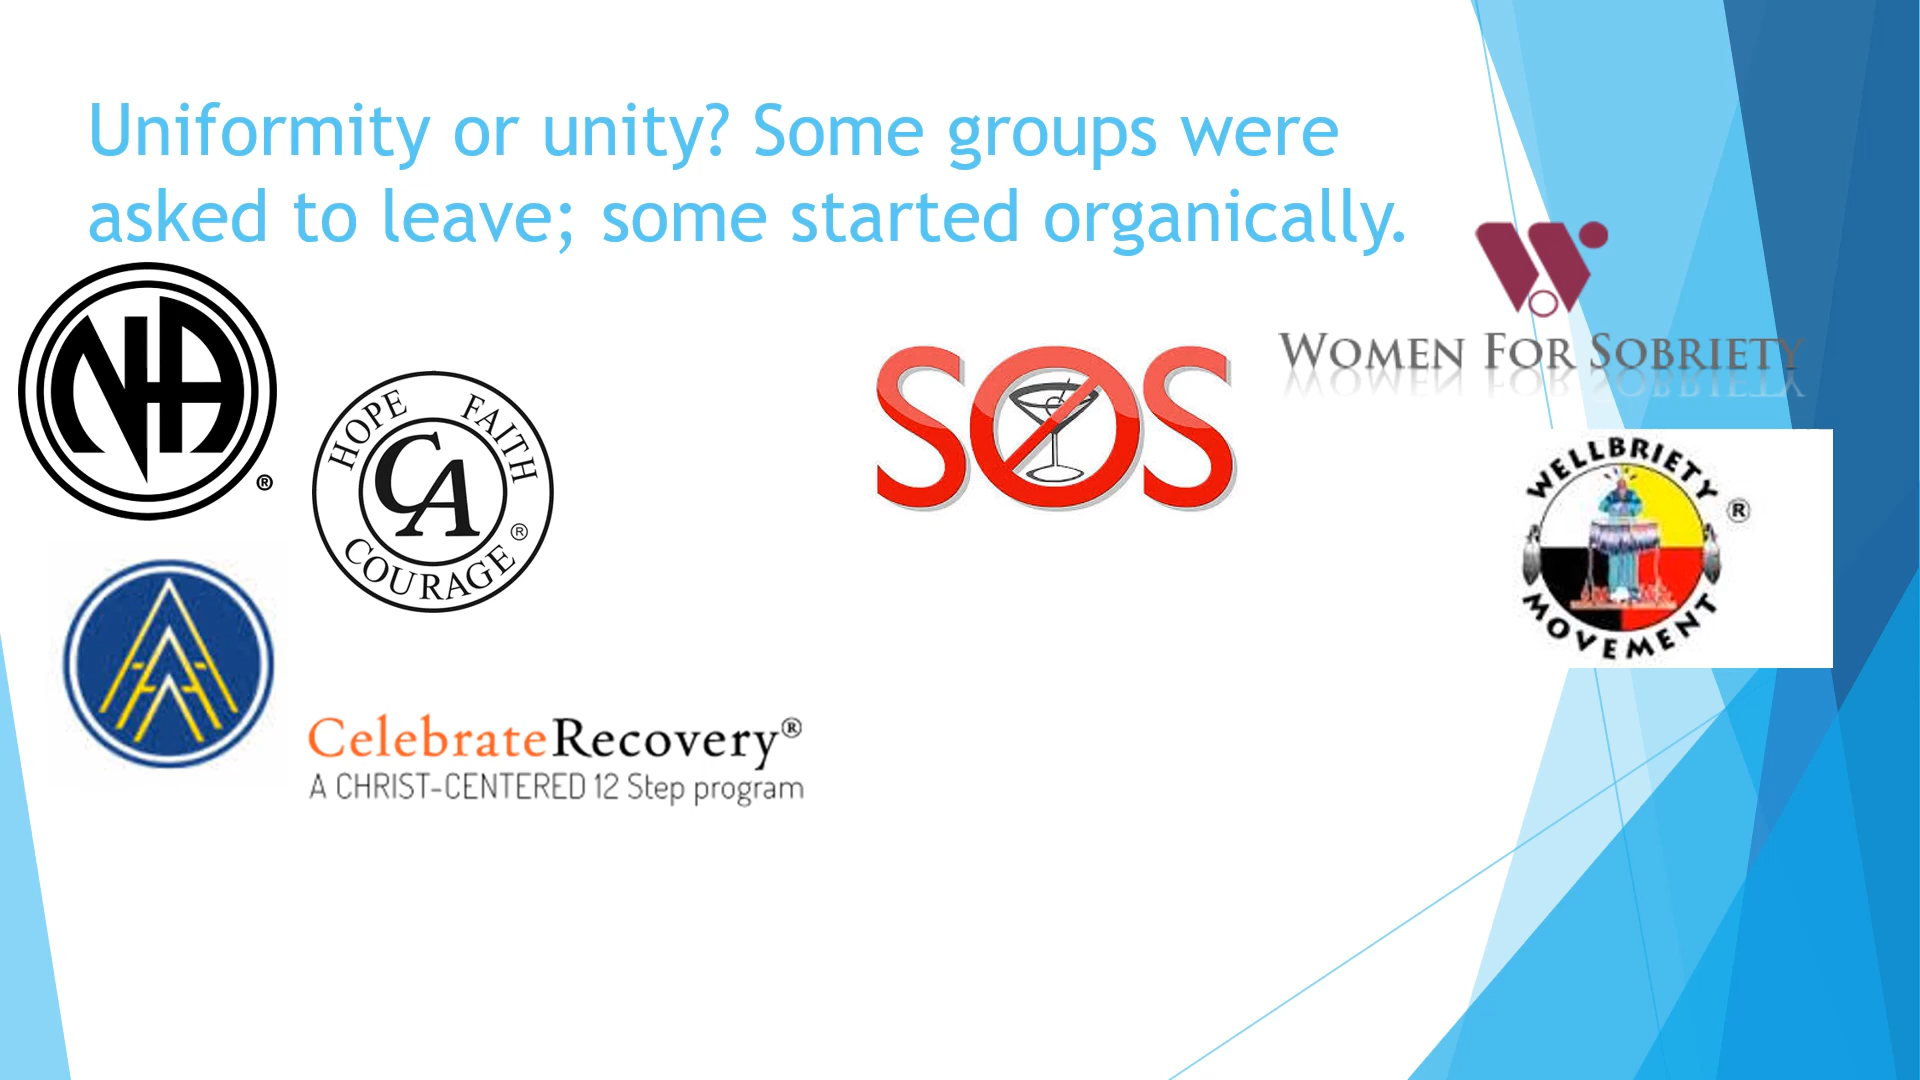 Uniformity or unity? Some groups were
asked to leave; some started organically.
NA
®
HOPE FAITH
CA
®
COURAGE
AA
CelebrateRecovery®
A CHRIST-CENTERED 12 Step program
SOS
WOMEN FOR SOBRIETY
WELLBRIETY
®
MOVEMENT